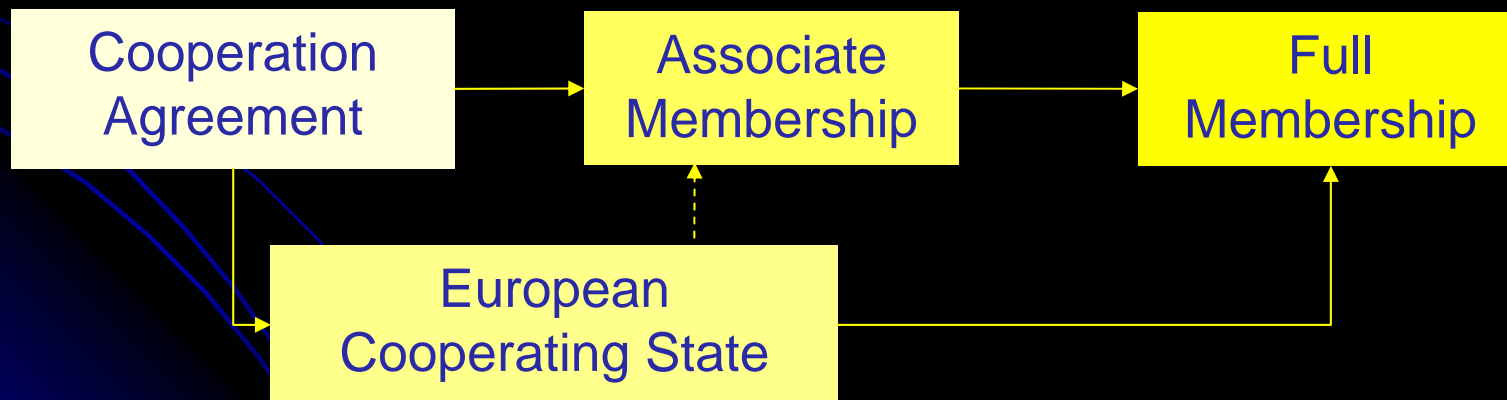 Cooperation
Agreement
Associate
Membership
Full
Membership
European
Cooperating State